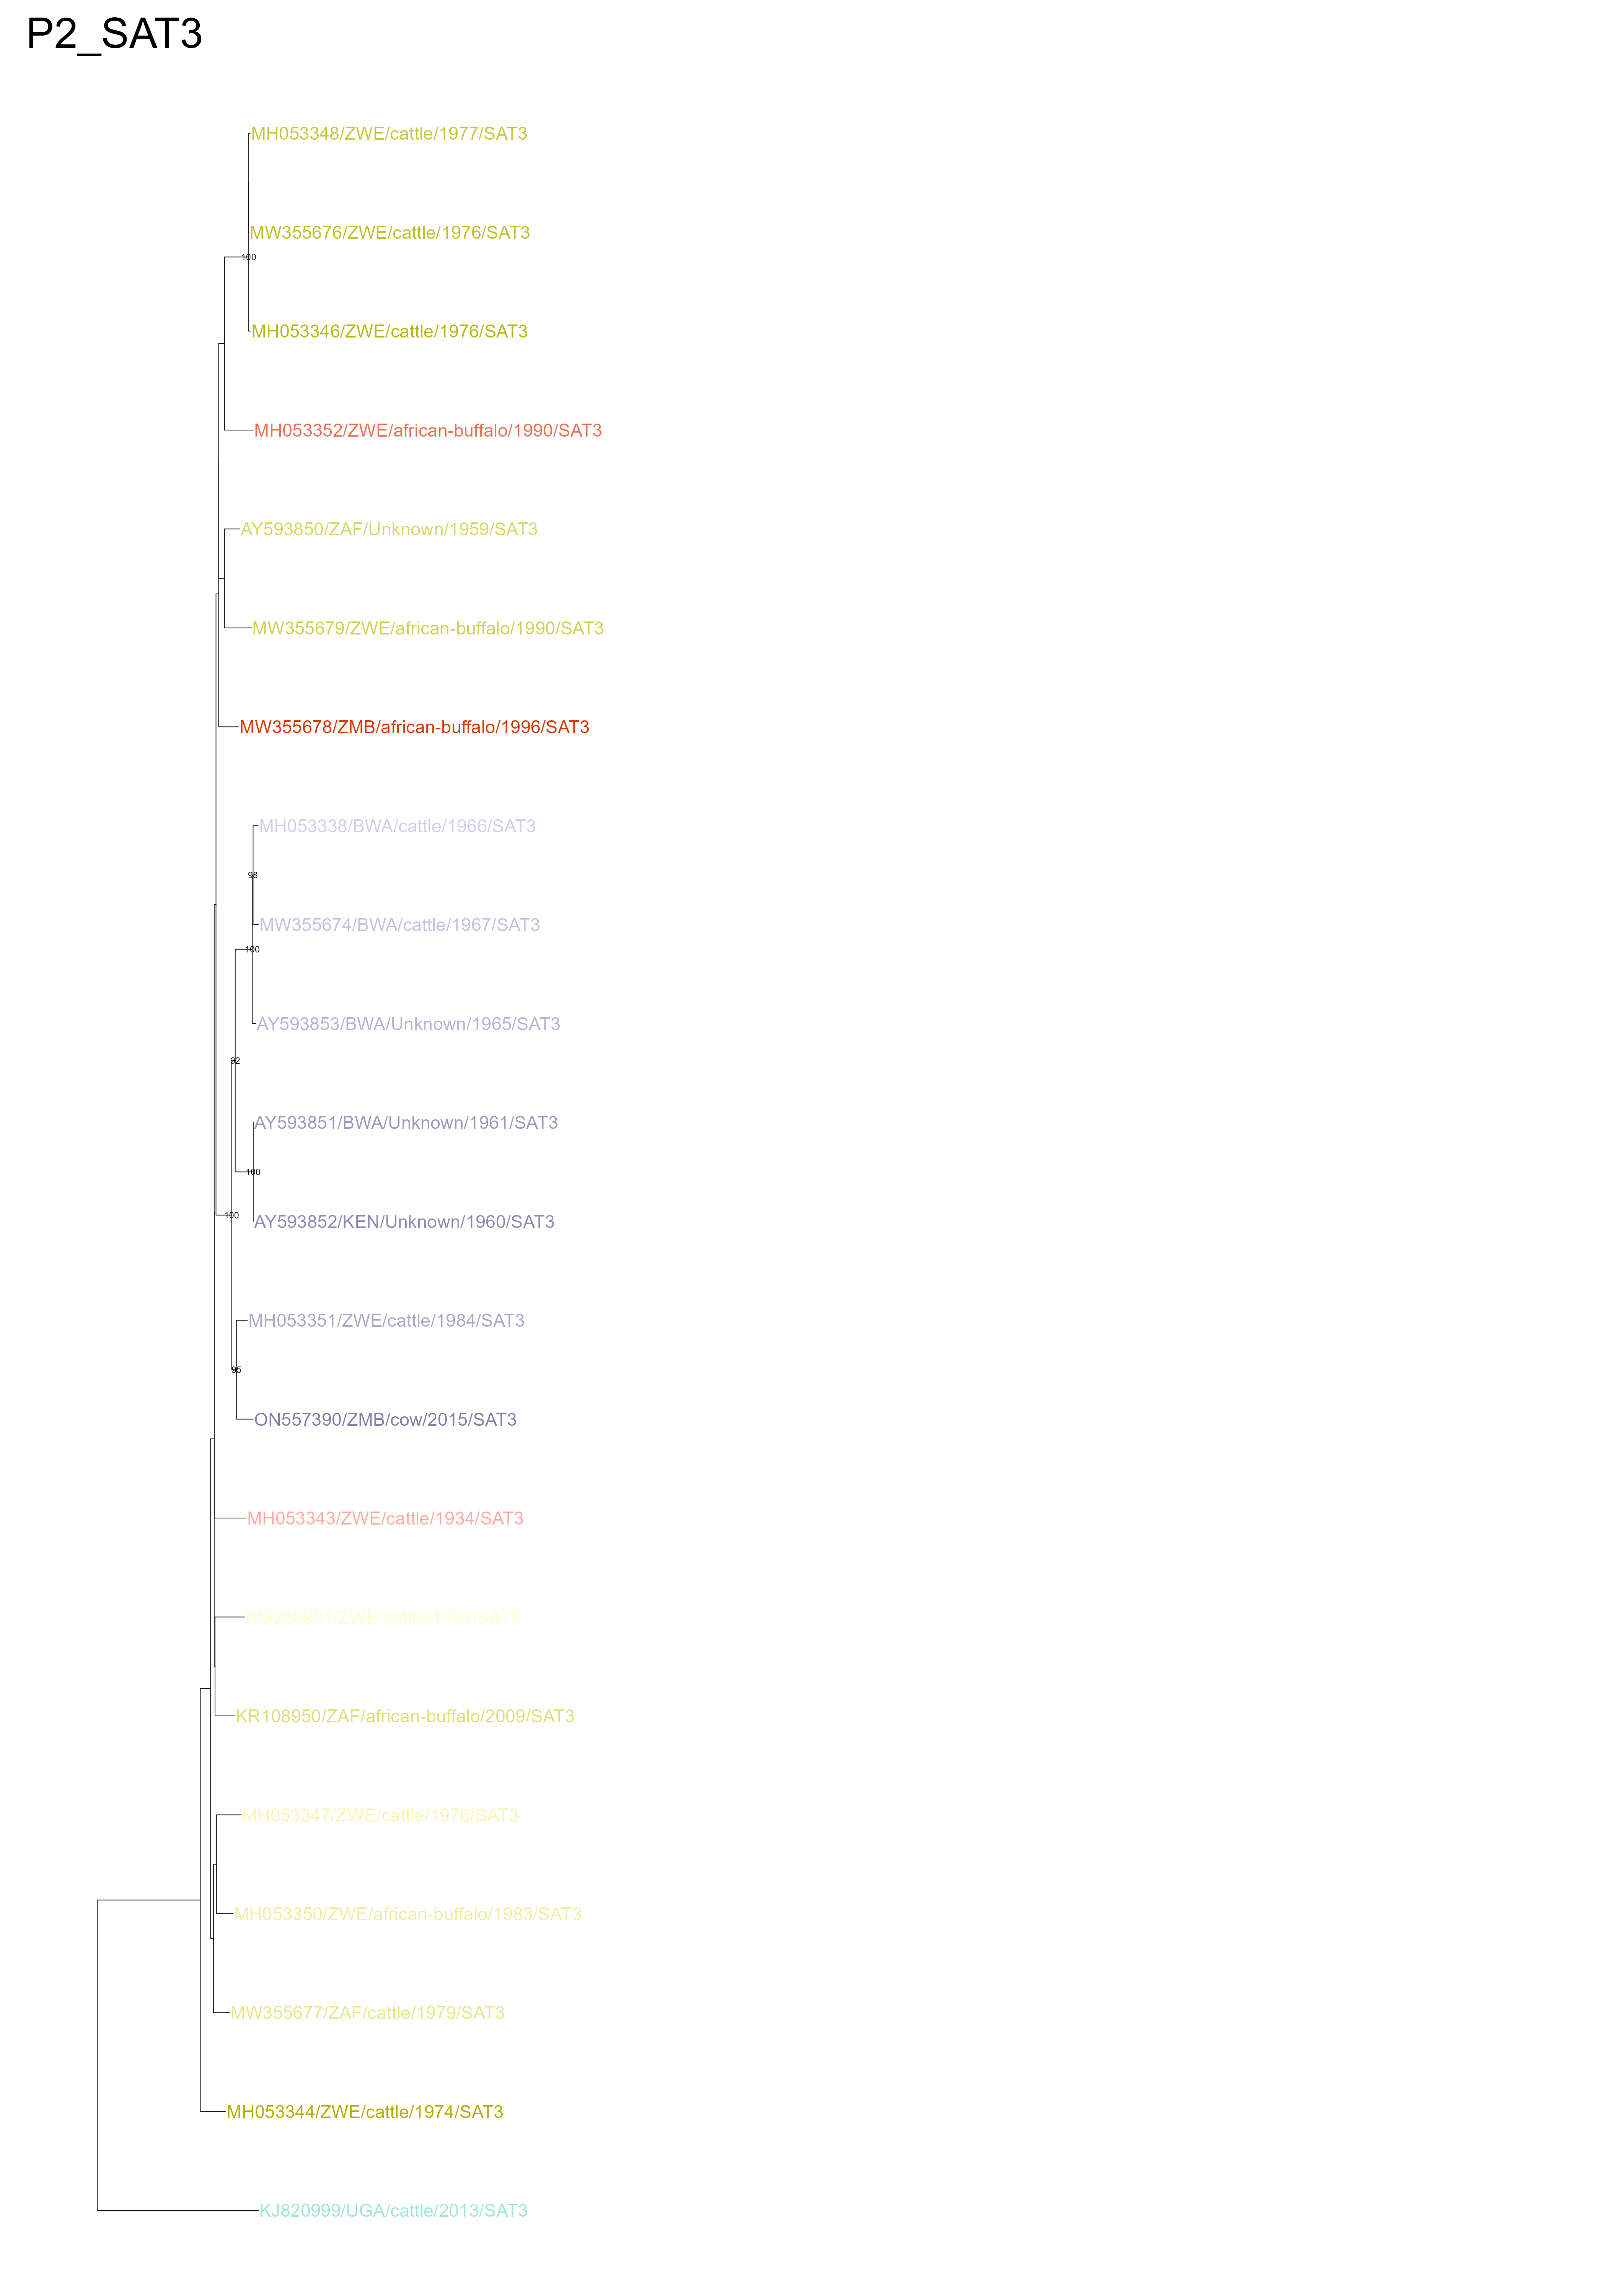 P2_SAT3
MH053348/ZWE/cattle/1977/SAT3
MW355676/ZWE/cattle/1976/SAT3
100
MH053346/ZWE/cattle/1976/SAT3
MH053352/ZWE/african-buffalo/1990/SAT3
AY593850/ZAF/Unknown/1959/SAT3
MW355679/ZWE/african-buffalo/1990/SAT3
MW355678/ZMB/african-buffalo/1996/SAT3
MH053338/BWA/cattle/1966/SAT3
98
MW355674/BWA/cattle/1967/SAT3
100
AY593853/BWA/Unknown/1965/SAT3
92
AY593851/BWA/Unknown/1961/SAT3
100
100
AY593852/KEN/Unknown/1960/SAT3
MH053351/ZWE/cattle/1984/SAT3
95
ON557390/ZMB/cow/2015/SAT3
MH053343/ZWE/cattle/1934/SAT3
KM268901/ZWE/cattle/1991/SAT3
KR108950/ZAF/african-buffalo/2009/SAT3
MH053347/ZWE/cattle/1976/SAT3
MH053350/ZWE/african-buffalo/1983/SAT3
MW355677/ZAF/cattle/1979/SAT3
MH053344/ZWE/cattle/1974/SAT3
KJ820999/UGA/cattle/2013/SAT3